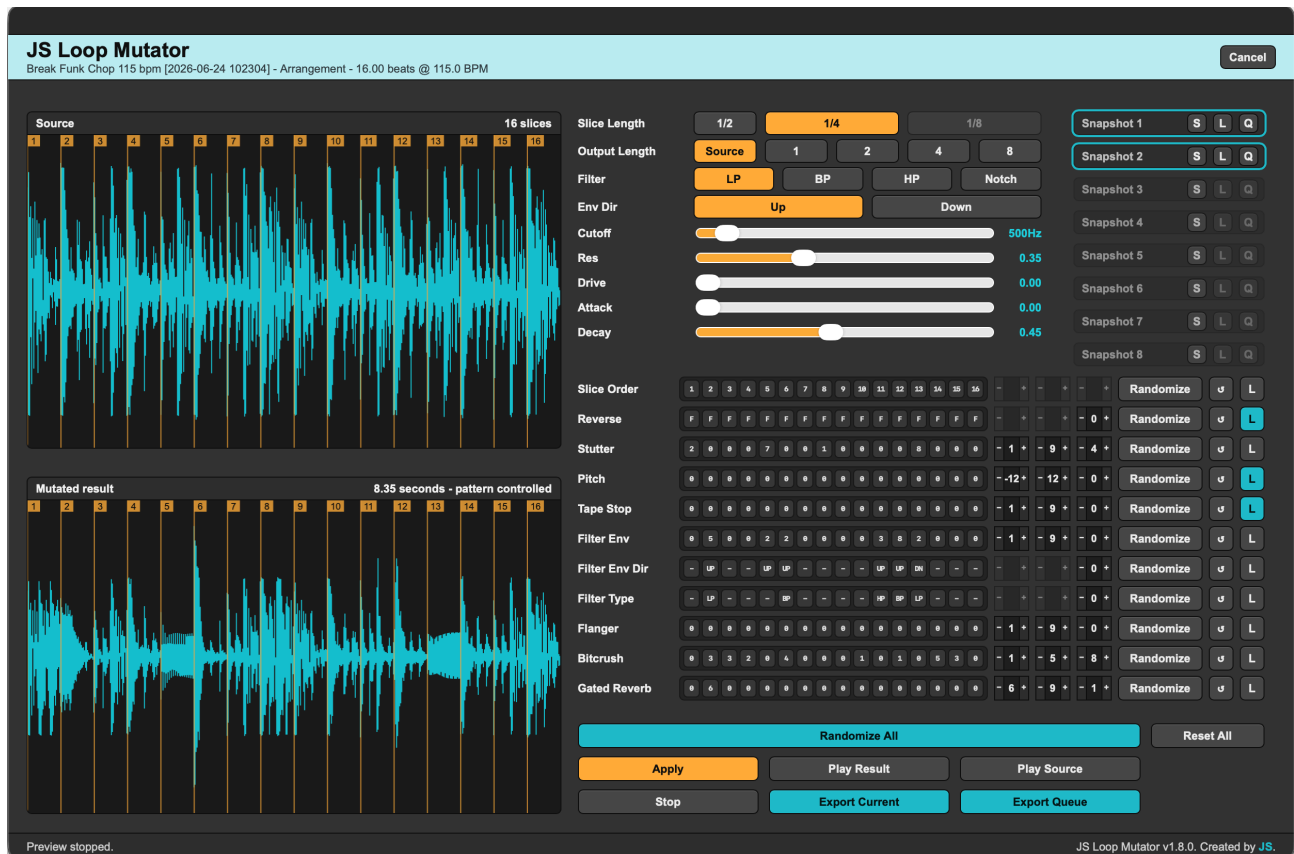 JS Loop Mutator
Break Funk Chop 115 bpm [2026-06-24 102304] - Arrangement - 16.00 beats @ 115.0 BPM
Cancel
Source 16 slices
1 2 3 4 5 6 7 8 9 10 11 12 13 14 15 16
Mutated result 8.35 seconds - pattern controlled
1 2 3 4 5 6 7 8 9 10 11 12 13 14 15 16
Slice Length 1/2 1/4 1/8
Output Length Source 1 2 4 8
Filter LP BP HP Notch
Env Dir Up Down
Cutoff 500Hz
Res 0.35
Drive 0.00
Attack 0.00
Decay 0.45
Snapshot 1 S L Q
Snapshot 2 S L Q
Snapshot 3 S L Q
Snapshot 4 S L Q
Snapshot 5 S L Q
Snapshot 6 S L Q
Snapshot 7 S L Q
Snapshot 8 S L Q
Slice Order 1 2 3 4 5 6 7 8 9 10 11 12 13 14 15 16 - + - + - + Randomize ↺ L
Reverse F F F F F F F F F F F F F F F F - + - + - 0 + Randomize ↺ L
Stutter 2 0 0 0 7 0 0 1 0 0 0 0 8 0 0 0 - 1 + - 9 + - 4 + Randomize ↺ L
Pitch 0 0 0 0 0 0 0 0 0 0 0 0 0 0 0 0 - -12 + - 12 + - 0 + Randomize ↺ L
Tape Stop 0 0 0 0 0 0 0 0 0 0 0 0 0 0 0 0 - 1 + - 9 + - 0 + Randomize ↺ L
Filter Env 0 5 0 0 2 2 0 0 0 0 3 8 2 0 0 0 - 1 + - 9 + - 0 + Randomize ↺ L
Filter Env Dir - UP - - UP UP - - - - UP UP DN - - - - + - + - 0 + Randomize ↺ L
Filter Type - LP - - - BP - - - - HP BP LP - - - - + - + - 0 + Randomize ↺ L
Flanger 0 0 0 0 0 0 0 0 0 0 0 0 0 0 0 0 - 1 + - 9 + - 0 + Randomize ↺ L
Bitcrush 0 3 3 2 0 4 0 0 0 1 0 1 0 5 3 0 - 1 + - 5 + - 8 + Randomize ↺ L
Gated Reverb 0 6 0 0 0 0 0 0 0 0 0 0 0 0 0 0 - 6 + - 9 + - 1 + Randomize ↺ L
Randomize All Reset All
Apply Play Result Play Source
Stop Export Current Export Queue
Preview stopped. JS Loop Mutator v1.8.0. Created by JS.